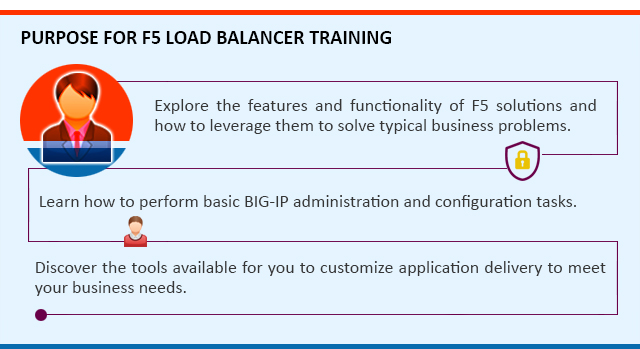 PURPOSE FOR F5 LOAD BALANCER TRAINING
Explore the features and functionality of F5 solutions and
how to leverage them to solve typical business problems.
Learn how to perform basic BIG-IP administration and configuration tasks.
Discover the tools available for you to customize application delivery to meet
your business needs.